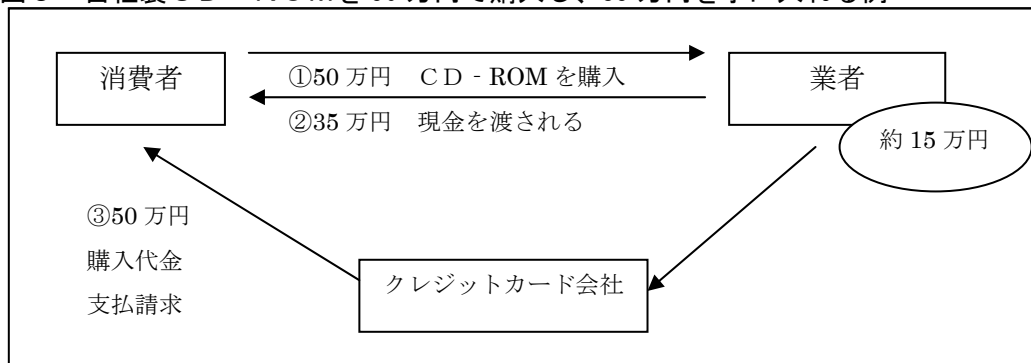 消費者
①50 万円　ＣＤ‐ROM を購入
業者
②35 万円　現金を渡される
約 15 万円
③50 万円
購入代金
支払請求
クレジットカード会社